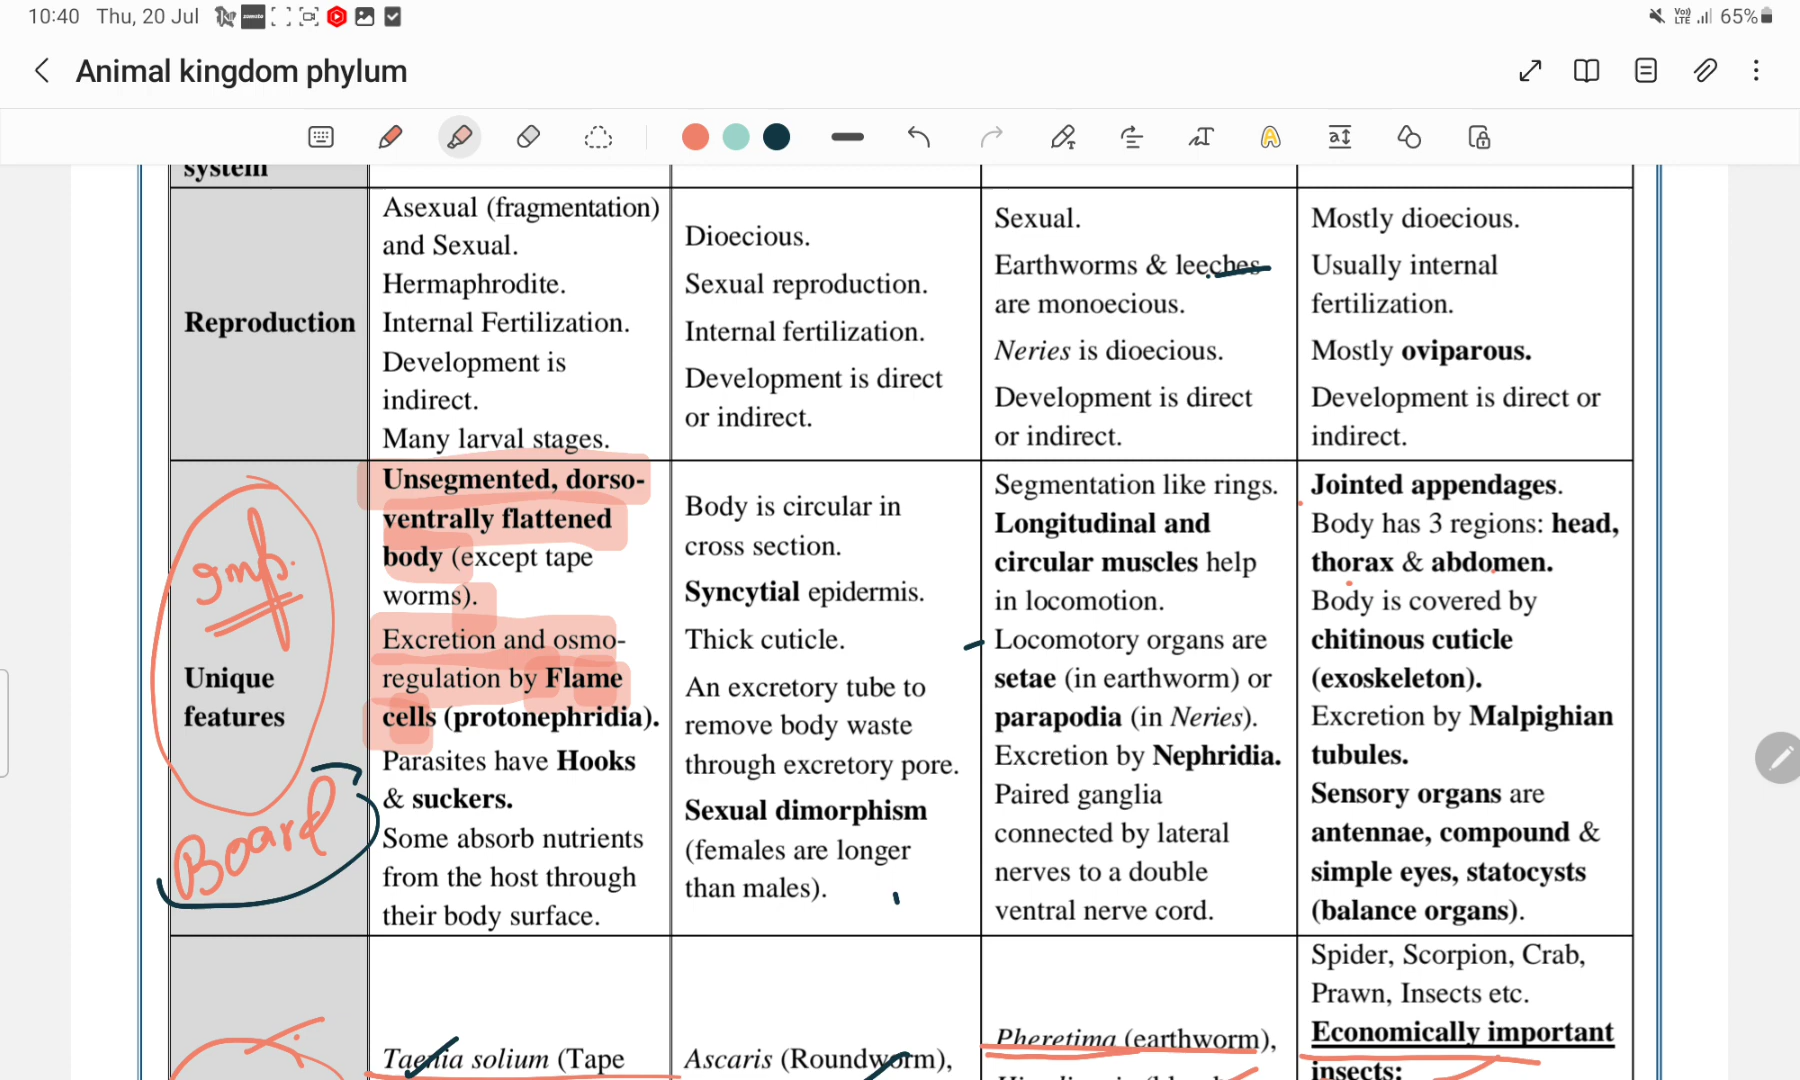 10:40 Thu, 20 Jul
Vo) LTE 65%
Animal kingdom phylum
system
Reproduction
Asexual (fragmentation)
and Sexual.
Hermaphrodite.
Internal Fertilization.
Development is
indirect.
Many larval stages.
Dioecious.
Sexual reproduction.
Internal fertilization.
Development is direct
or indirect.
Sexual.
Earthworms & leeches
are monoecious.
Neries is dioecious.
Development is direct
or indirect.
Mostly dioecious.
Usually internal
fertilization.
Mostly oviparous.
Development is direct or
indirect.
Imp.
Unique
features
Board
Unsegmented, dorso-
ventrally flattened
body (except tape
worms).
Excretion and osmo-
regulation by Flame
cells (protonephridia).
Parasites have Hooks
& suckers.
Some absorb nutrients
from the host through
their body surface.
Body is circular in
cross section.
Syncytial epidermis.
Thick cuticle.
An excretory tube to
remove body waste
through excretory pore.
Sexual dimorphism
(females are longer
than males).
Segmentation like rings.
Longitudinal and
circular muscles help
in locomotion.
Locomotory organs are
setae (in earthworm) or
parapodia (in Neries).
Excretion by Nephridia.
Paired ganglia
connected by lateral
nerves to a double
ventral nerve cord.
Jointed appendages.
Body has 3 regions: head,
thorax & abdomen.
Body is covered by
chitinous cuticle
(exoskeleton).
Excretion by Malpighian
tubules.
Sensory organs are
antennae, compound &
simple eyes, statocysts
(balance organs).
Taenia solium (Tape
Ascaris (Roundworm),
Pheretima (earthworm),
Spider, Scorpion, Crab,
Prawn, Insects etc.
Economically important
insects: